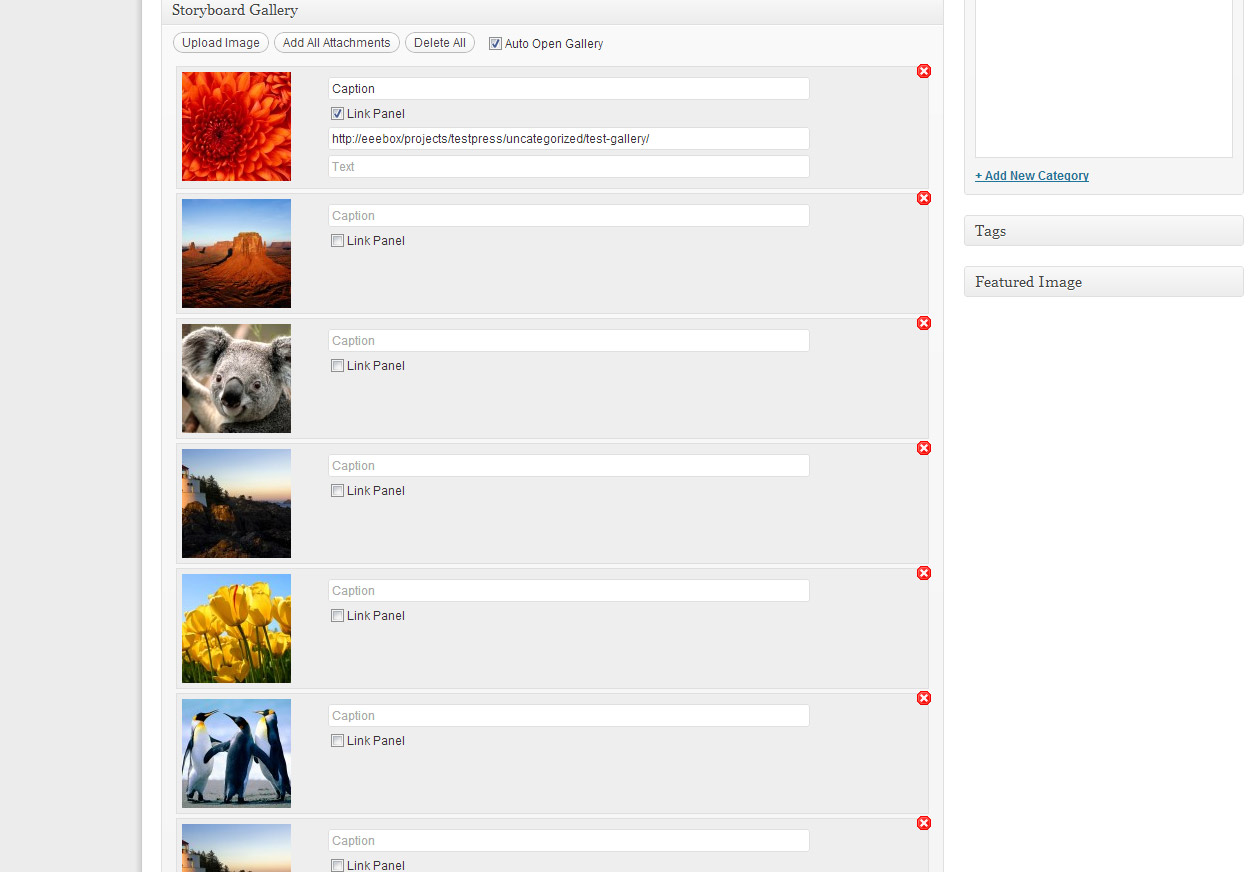 Storyboard Gallery
Upload Image Add All Attachments Delete All Auto Open Gallery
Caption
Link Panel
http://eeebox/projects/testpress/uncategorized/test-gallery/
Text
Caption
Link Panel
Caption
Link Panel
Caption
Link Panel
Caption
Link Panel
Caption
Link Panel
Caption
Link Panel
+ Add New Category
Tags
Featured Image